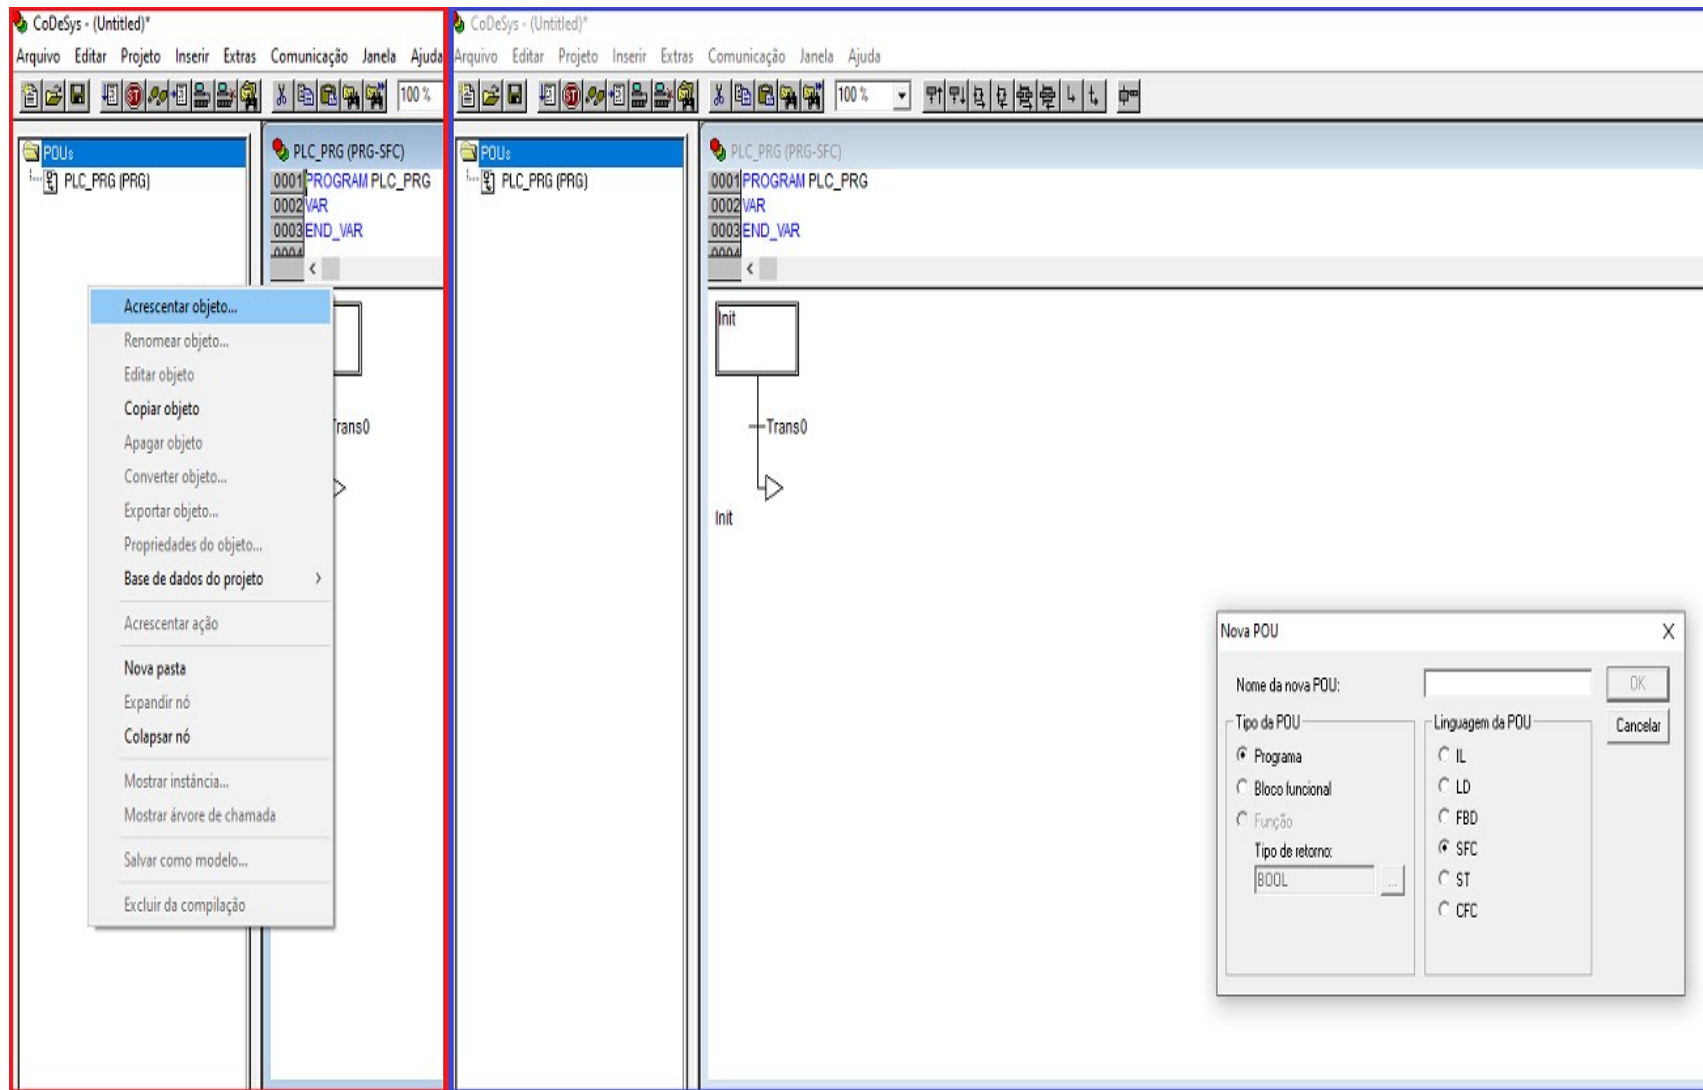 CoDeSys - (Untitled)*
Arquivo Editar Projeto Inserir Extras Comunicação Janela Ajuda
100 %
POUs
PLC_PRG (PRG)
PLC_PRG (PRG-SFC)
0001 PROGRAM PLC_PRG
0002 VAR
0003 END_VAR
0004
Acrescentar objeto...
Renomear objeto...
Editar objeto
Copiar objeto
Apagar objeto
Converter objeto...
Exportar objeto...
Propriedades do objeto...
Base de dados do projeto
Acrescentar ação
Nova pasta
Expandir nó
Colapsar nó
Mostrar instância...
Mostrar árvore de chamada
Salvar como modelo...
Excluir da compilação
rans0
CoDeSys - (Untitled)*
Arquivo Editar Projeto Inserir Extras Comunicação Janela Ajuda
100 %
POUs
PLC_PRG (PRG)
PLC_PRG (PRG-SFC)
0001 PROGRAM PLC_PRG
0002 VAR
0003 END_VAR
0004
Init
Trans0
Init
Nova POU
Nome da nova POU:
OK
Cancelar
Tipo da POU
Programa
Bloco funcional
Função
Tipo de retorno:
BOOL
...
Linguagem da POU
IL
LD
FBD
SFC
ST
CFC